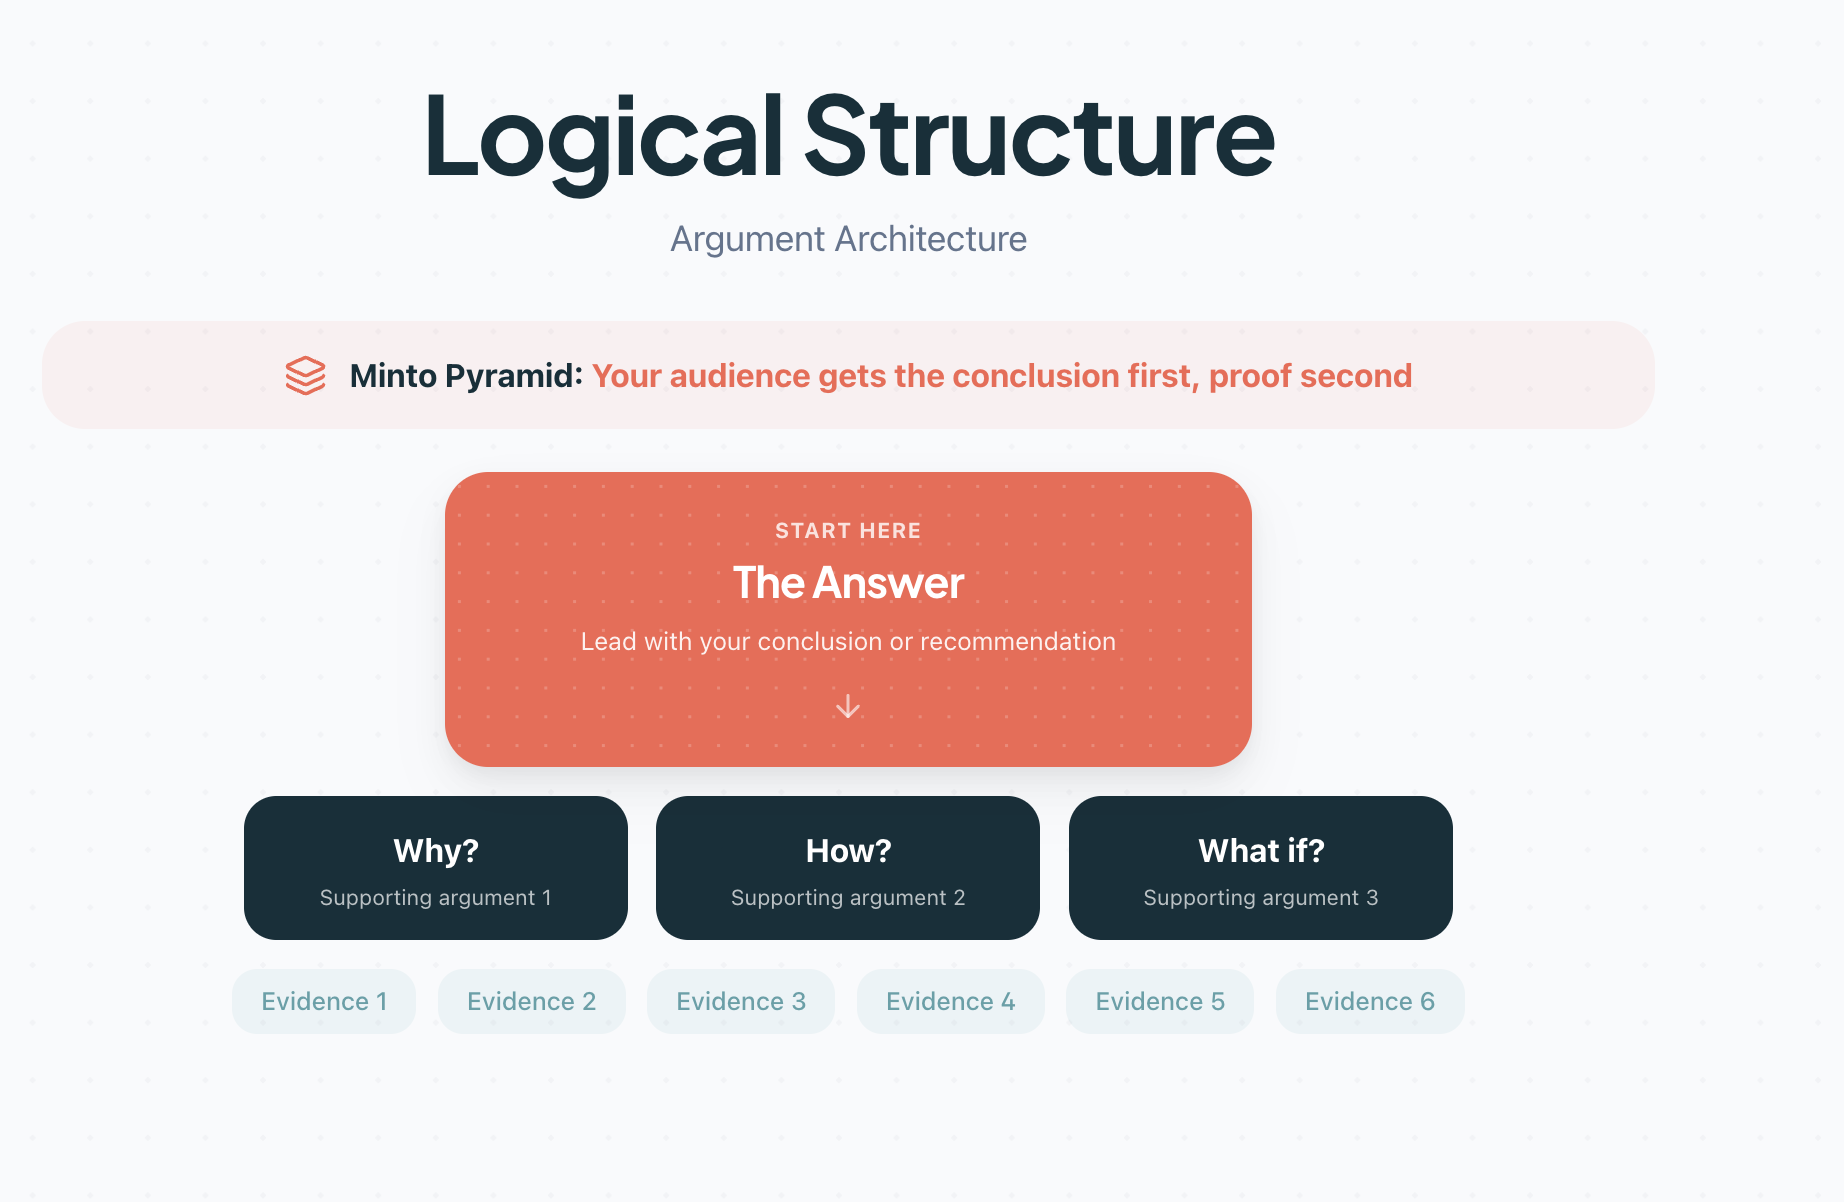 Logical Structure
Argument Architecture
Minto Pyramid: Your audience gets the conclusion first, proof second
START HERE
The Answer
Lead with your conclusion or recommendation
Why?
Supporting argument 1
How?
Supporting argument 2
What if?
Supporting argument 3
Evidence 1
Evidence 2
Evidence 3
Evidence 4
Evidence 5
Evidence 6